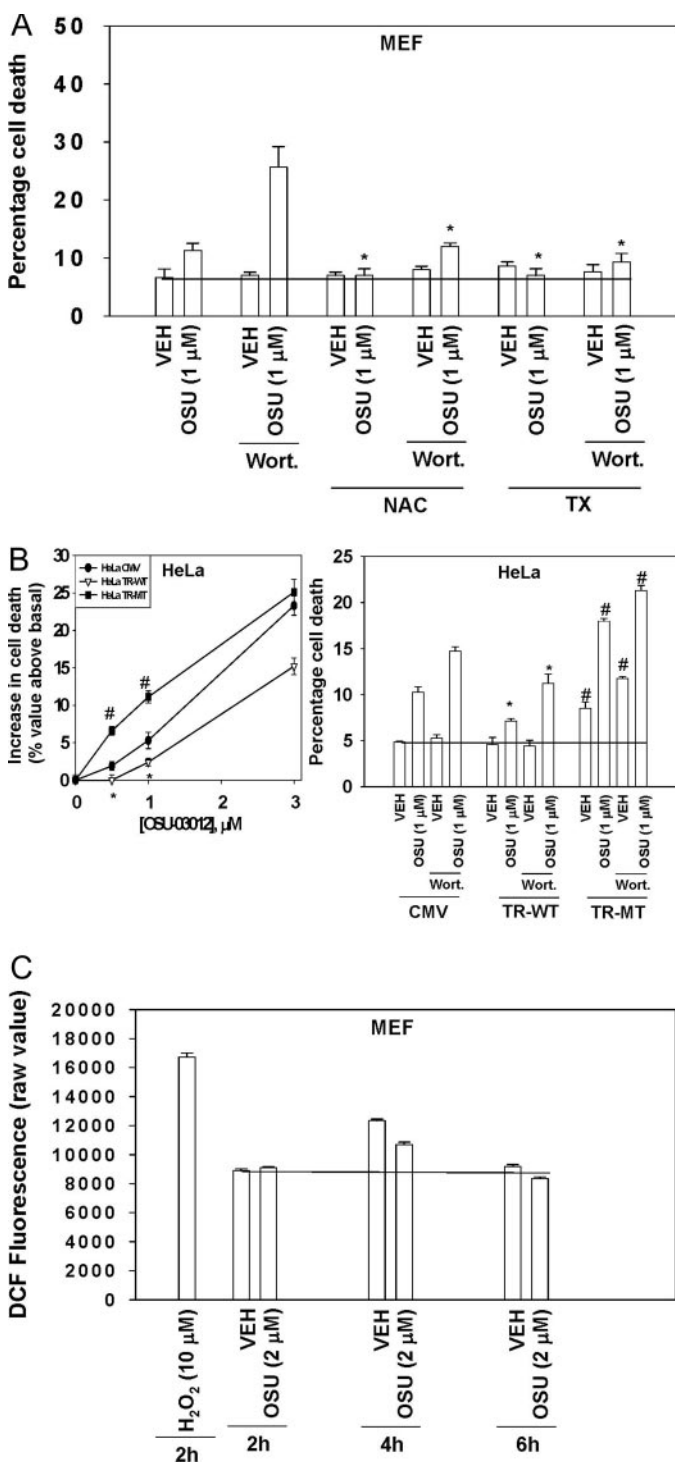 A
MEF
Percentage cell death
50
40
30
20
10
0
VEH
OSU (1 μM)
VEH
OSU (1 μM)
VEH
OSU (1 μM)
VEH
OSU (1 μM)
VEH
OSU (1 μM)
VEH
OSU (1 μM)
* * * *
Wort. Wort. Wort.
NAC TX
B
HeLa CMV
HeLa TR-WT
HeLa TR-MT
HeLa
Increase in cell death
(% value above basal)
30
25
20
15
10
5
0
# #
* *
0 1 2 3
[OSU-03012], μM
HeLa
Percentage cell death
25
20
15
10
5
0
* *
# # # #
VEH
OSU (1 μM)
VEH
OSU (1 μM)
VEH
OSU (1 μM)
VEH
OSU (1 μM)
VEH
OSU (1 μM)
VEH
OSU (1 μM)
Wort. Wort. Wort.
CMV TR-WT TR-MT
C
MEF
DCF Fluorescence (raw value)
20000
18000
16000
14000
12000
10000
8000
6000
4000
2000
0
H₂O₂ (10 μM)
VEH
OSU (2 μM)
VEH
OSU (2 μM)
VEH
OSU (2 μM)
2h 2h 4h 6h